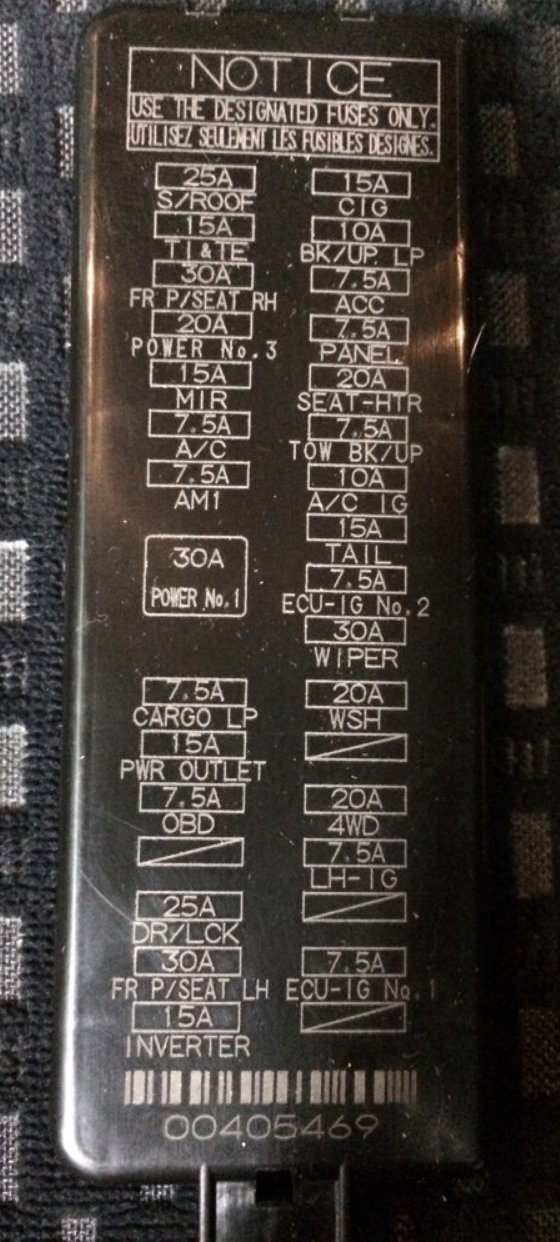 NOTICE
USE THE DESIGNATED FUSES ONLY.
UTILISEZ SEULEMENT LES FUSIBLES DESIGNES.
25A
S/ROOF
15A
TI&TE
30A
FR P/SEAT RH
20A
POWER No.3
15A
MIR
7.5A
A/C
7.5A
AM1
30A
POWER No.1
7.5A
CARGO LP
15A
PWR OUTLET
7.5A
OBD
25A
DR/LCK
30A
FR P/SEAT LH
15A
INVERTER
15A
CIG
10A
BK/UP LP
7.5A
ACC
7.5A
PANEL
20A
SEAT-HTR
7.5A
TOW BK/UP
10A
A/C IG
15A
TAIL
7.5A
ECU-IG No.2
30A
WIPER
20A
WSH
20A
4WD
7.5A
LH-IG
7.5A
ECU-IG No.1
00405469